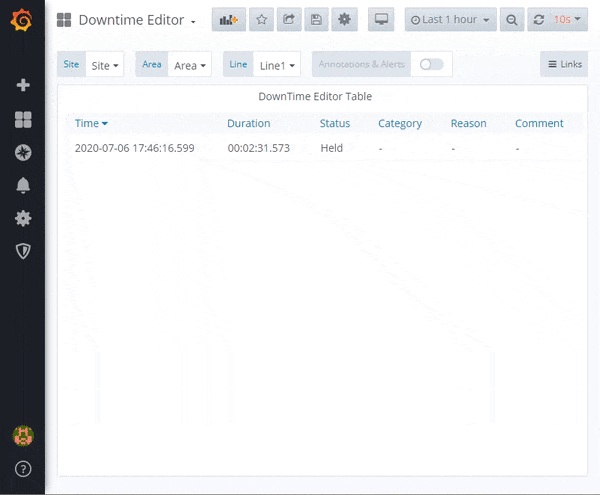 Downtime Editor
Last 1 hour
10s
Site Site Area Area Line Line1 Annotations & Alerts Links
DownTime Editor Table
Time Duration Status Category Reason Comment
2020-07-06 17:46:16.599 00:02:31.573 Held - - -